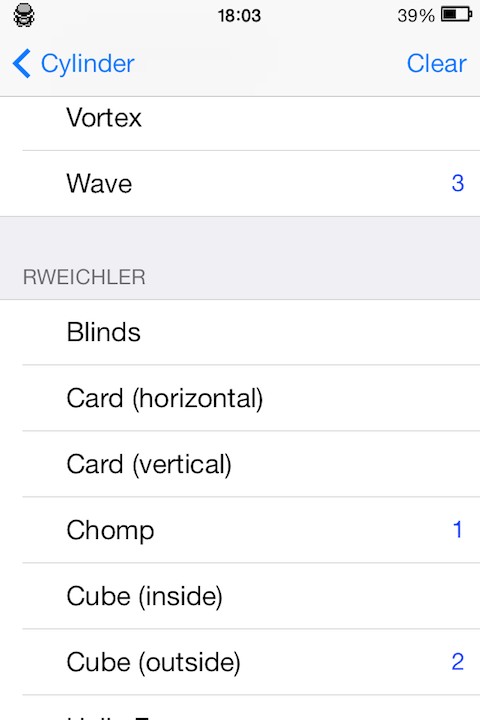 18:03 39%
Cylinder Clear
Vortex
Wave 3
RWEICHLER
Blinds
Card (horizontal)
Card (vertical)
Chomp 1
Cube (inside)
Cube (outside) 2